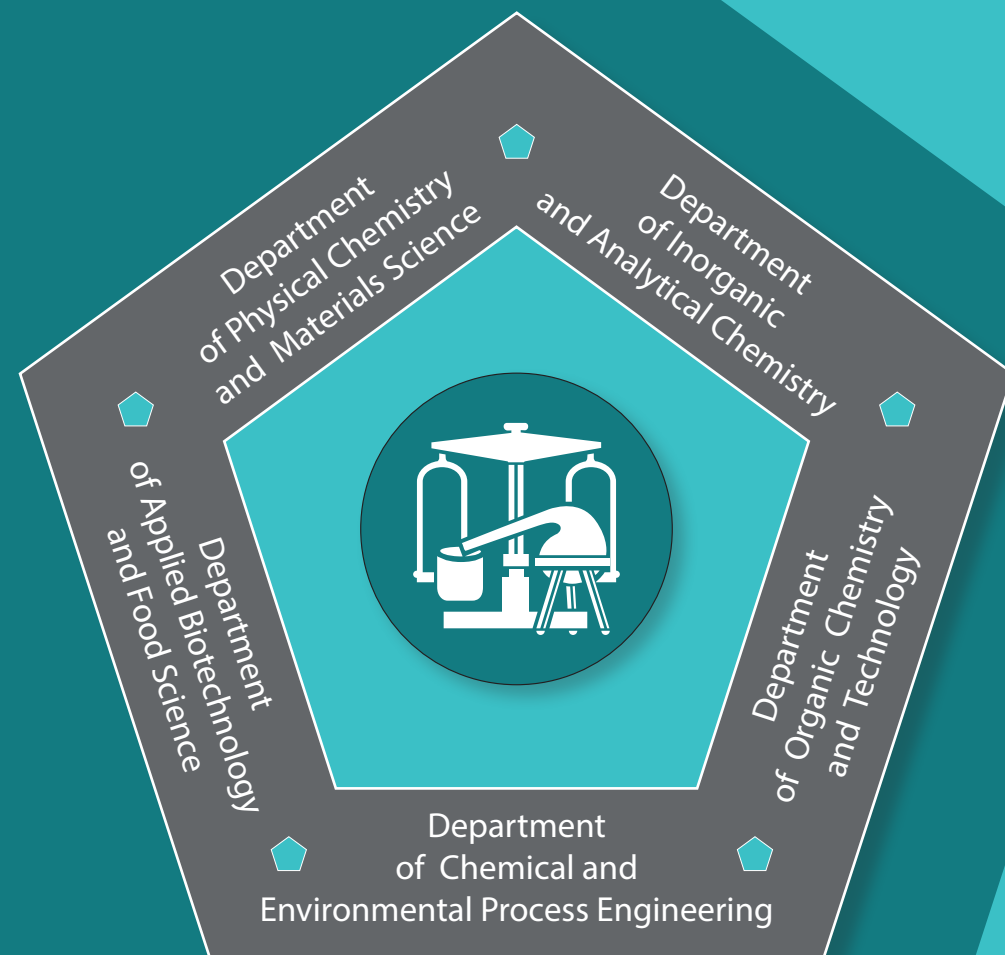 Department
of Physical Chemistry
and Materials Science
Department
of Inorganic
and Analytical Chemistry
Department
of Applied Biotechnology
and Food Science
Department
of Organic Chemistry
and Technology
Department
of Chemical and
Environmental Process Engineering